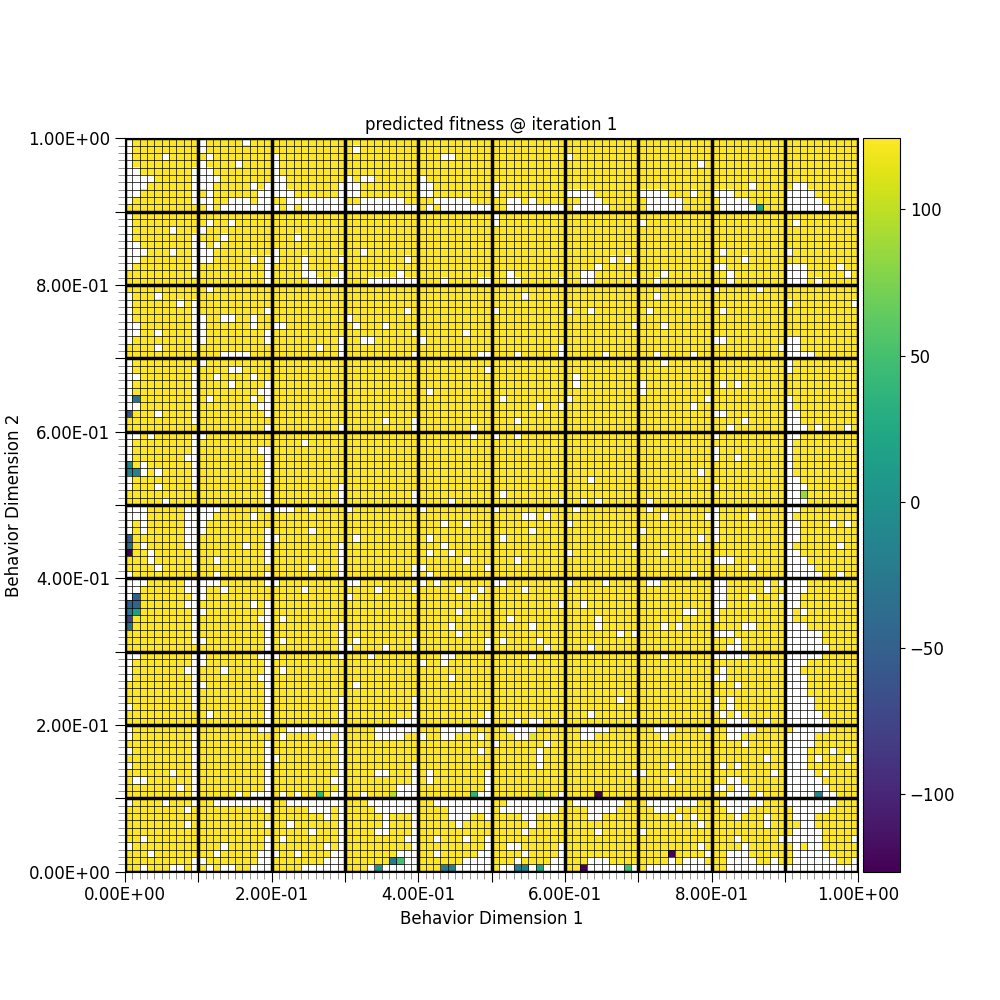 predicted fitness @ iteration 1
1.00E+00
8.00E-01
6.00E-01
4.00E-01
2.00E-01
0.00E+00
Behavior Dimension 2
0.00E+00 2.00E-01 4.00E-01 6.00E-01 8.00E-01 1.00E+00
Behavior Dimension 1
100
50
0
−50
−100